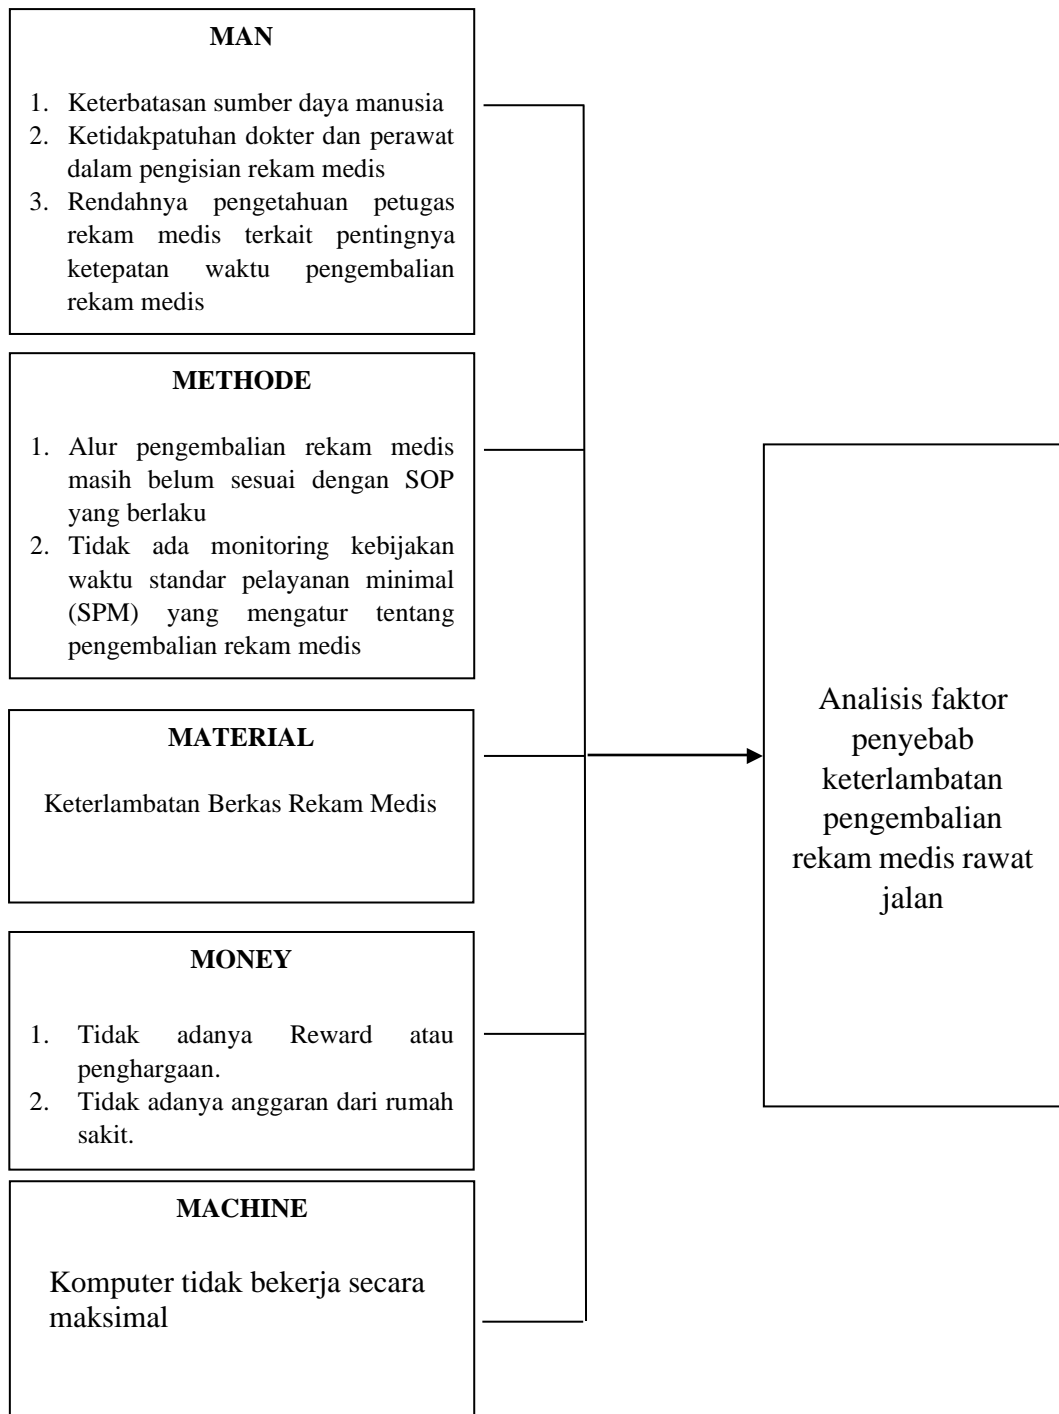 MAN
1. Keterbatasan sumber daya manusia
2. Ketidakpatuhan dokter dan perawat
dalam pengisian rekam medis
3. Rendahnya pengetahuan petugas
rekam medis terkait pentingnya
ketepatan waktu pengembalian
rekam medis
METHODE
1. Alur pengembalian rekam medis
masih belum sesuai dengan SOP
yang berlaku
2. Tidak ada monitoring kebijakan
waktu standar pelayanan minimal
(SPM) yang mengatur tentang
pengembalian rekam medis
MATERIAL
Keterlambatan Berkas Rekam Medis
MONEY
1. Tidak adanya Reward atau
penghargaan.
2. Tidak adanya anggaran dari rumah
sakit.
MACHINE
Komputer tidak bekerja secara
maksimal
Analisis faktor
penyebab
keterlambatan
pengembalian
rekam medis rawat
jalan